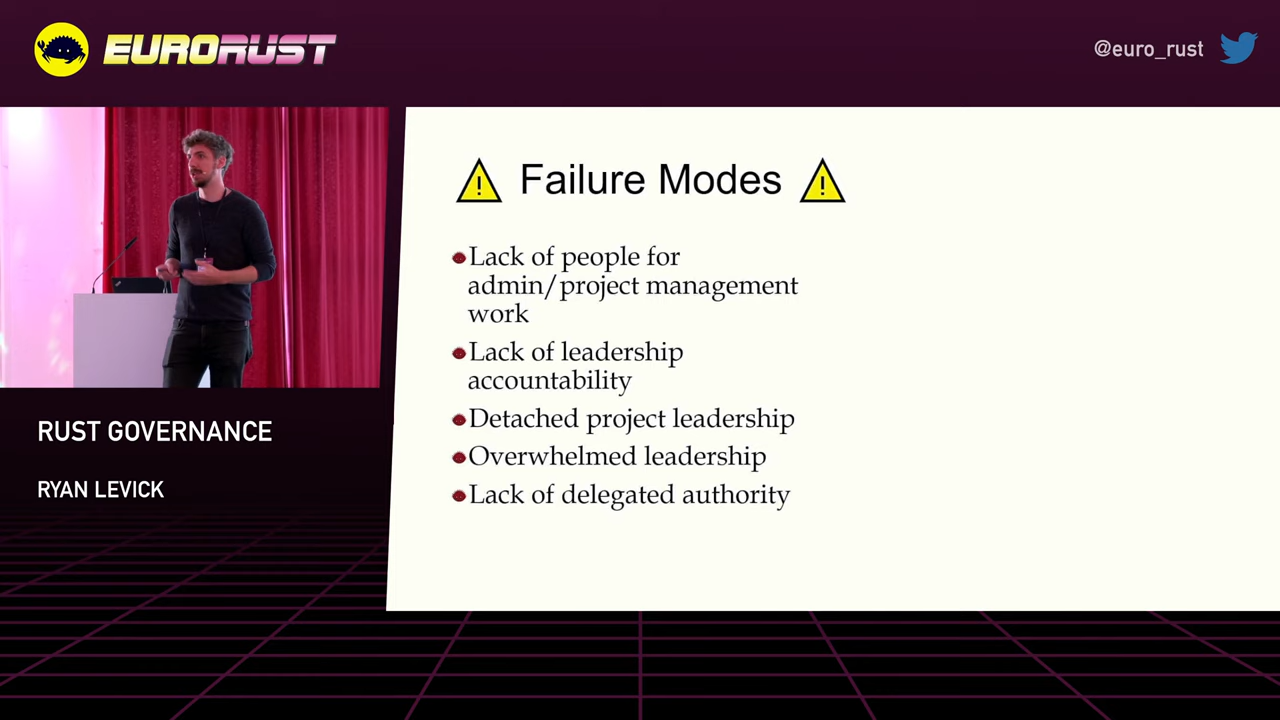 EURORUST
@euro_rust
Failure Modes
Lack of people for
admin/project management
work
Lack of leadership
accountability
Detached project leadership
Overwhelmed leadership
Lack of delegated authority
RUST GOVERNANCE
RYAN LEVICK